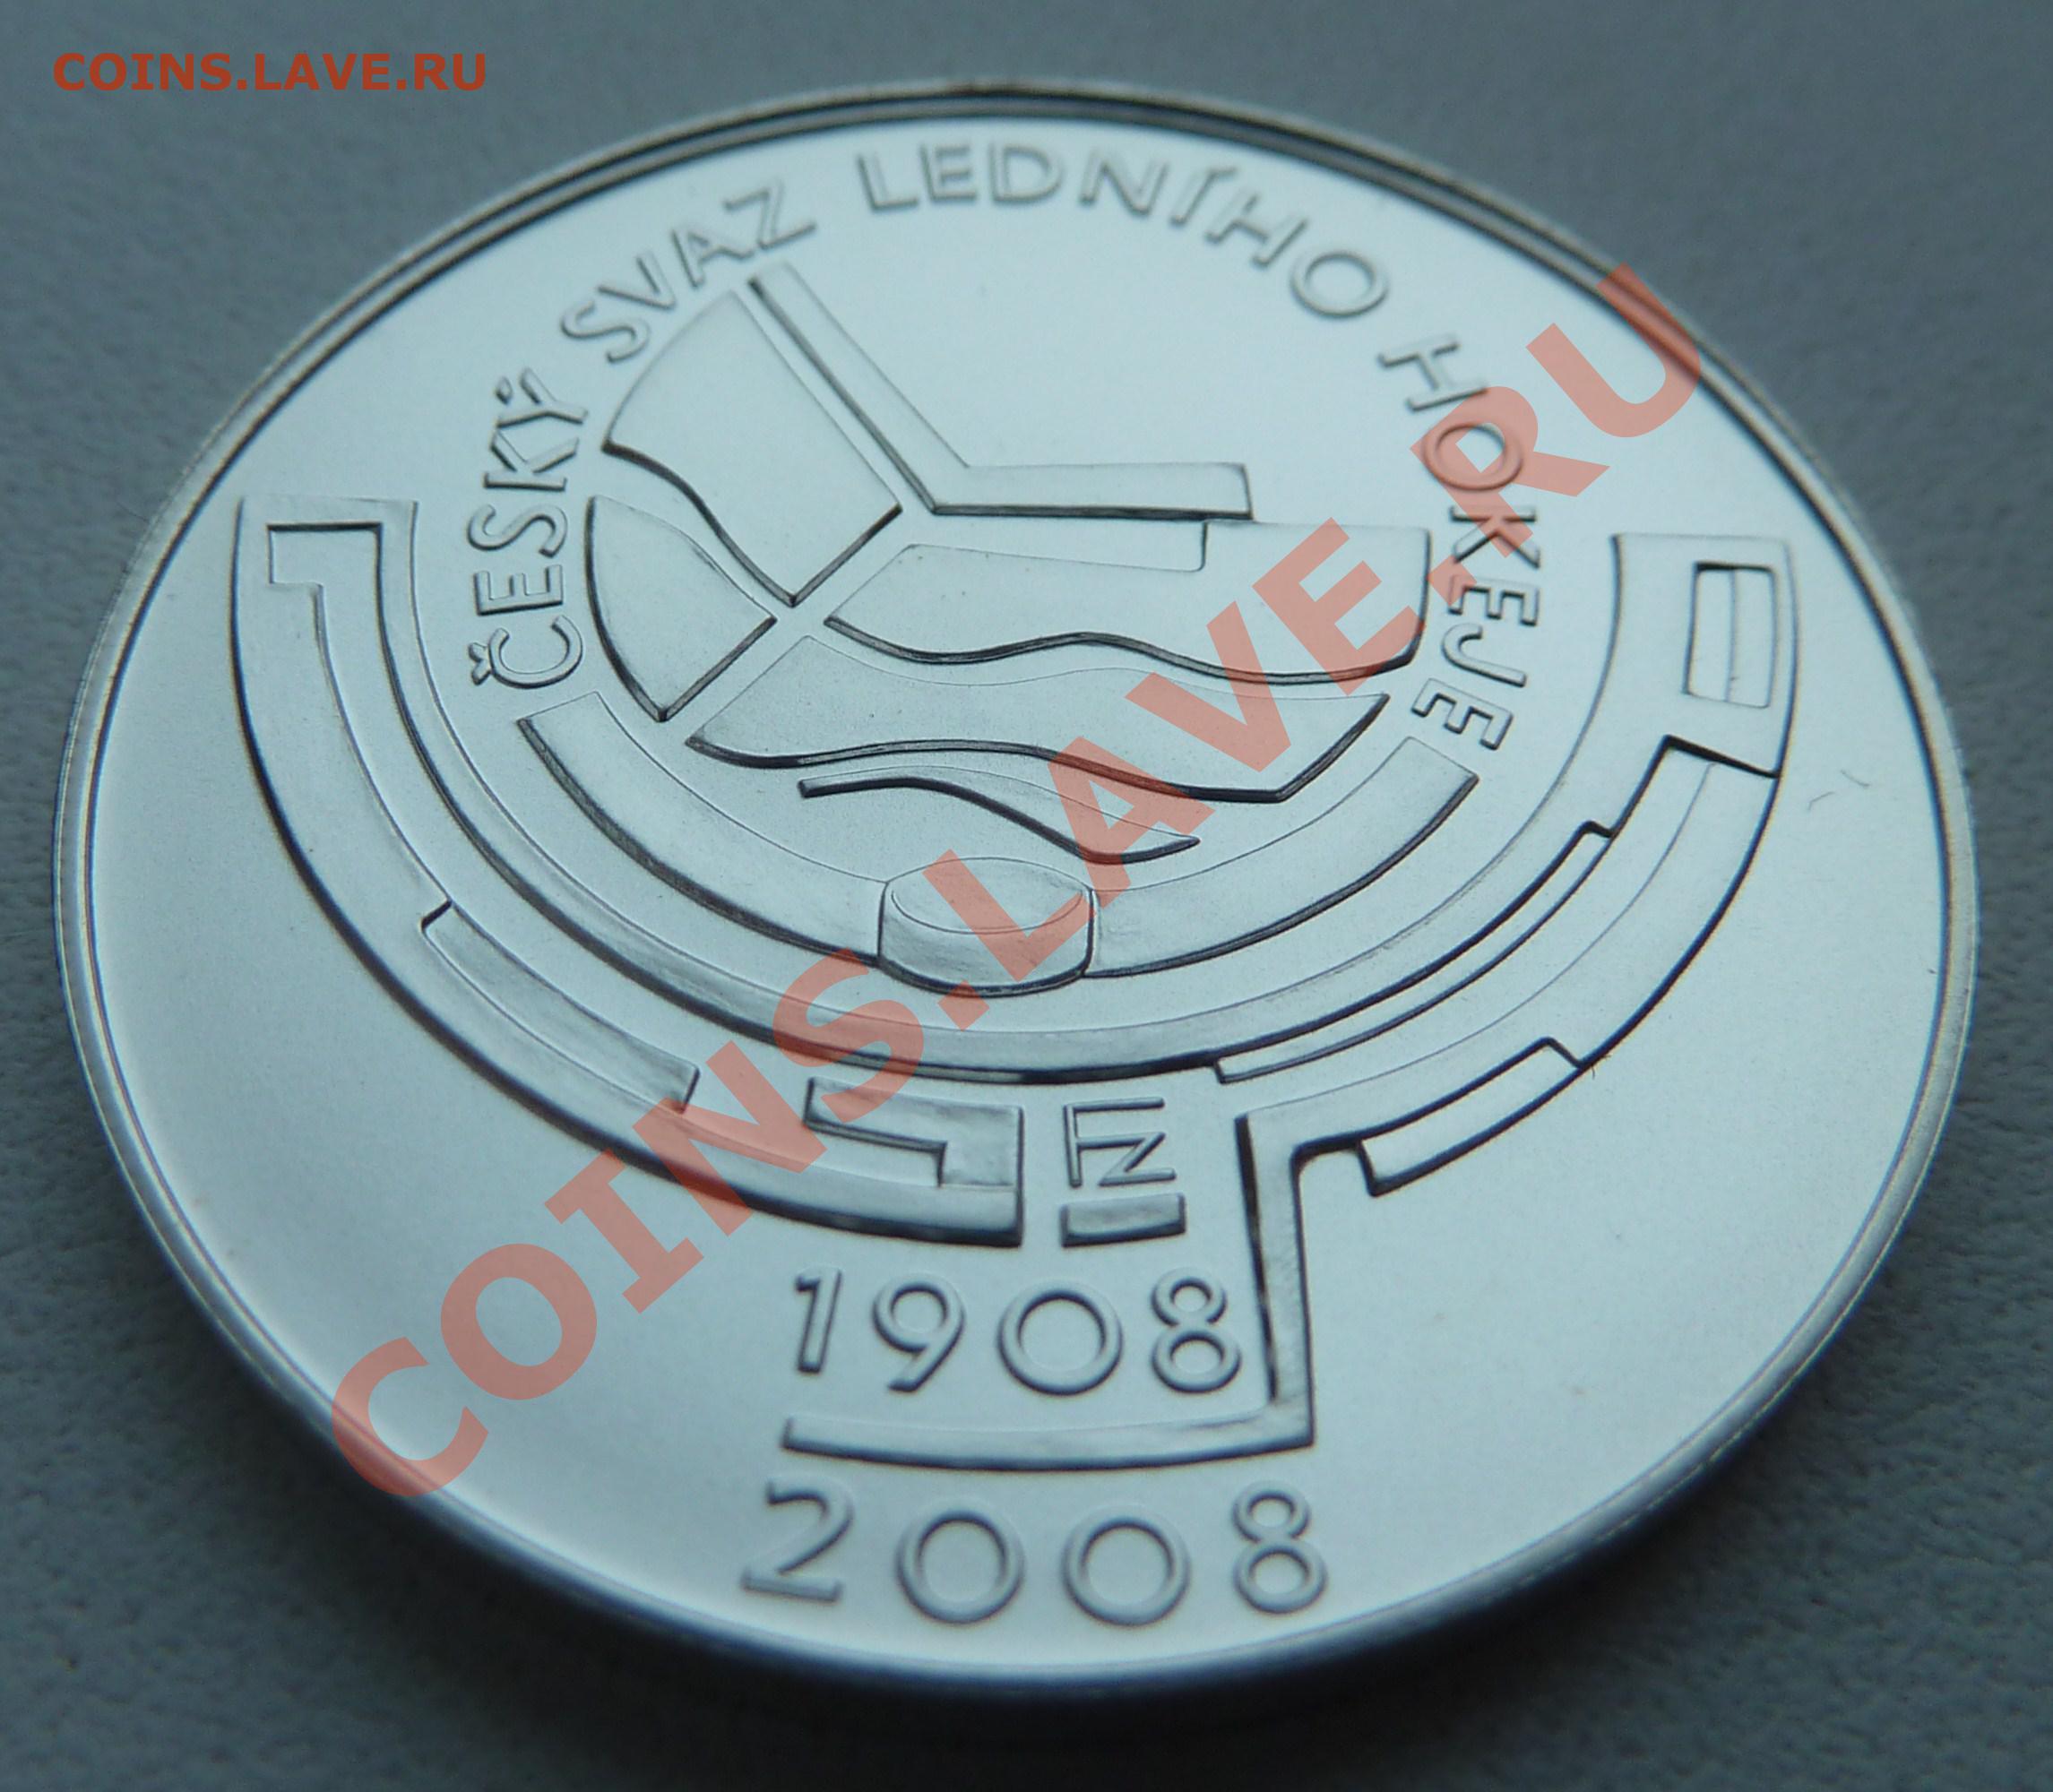 COINS.LAVE.RU
ČESKÝ SVAZ LEDNÍHO HOKEJE
1908
2008
COINS.LAVE.RU